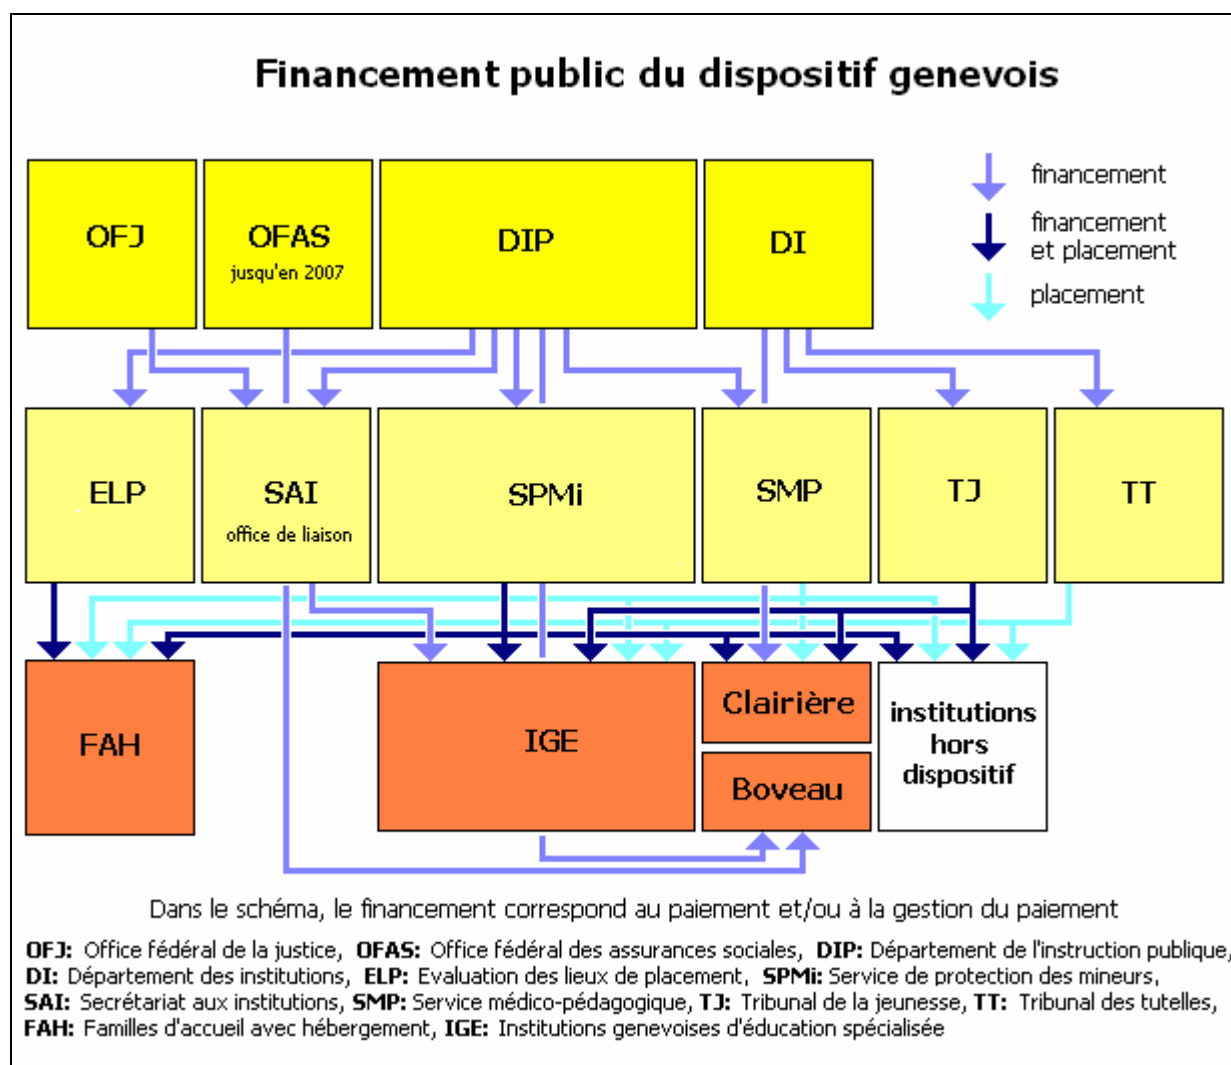 Financement public du dispositif genevois
OFJ
OFAS
jusqu'en 2007
DIP
DI
financement
financement
et placement
placement
ELP
SAI
office de liaison
SPMi
SMP
TJ
TT
FAH
IGE
Clairière
Boveau
institutions
hors
dispositif
Dans le schéma, le financement correspond au paiement et/ou à la gestion du paiement
OFJ: Office fédéral de la justice, OFAS: Office fédéral des assurances sociales, DIP: Département de l'instruction publique,
DI: Département des institutions, ELP: Evaluation des lieux de placement, SPMi: Service de protection des mineurs,
SAI: Secrétariat aux institutions, SMP: Service médico-pédagogique, TJ: Tribunal de la jeunesse, TT: Tribunal des tutelles,
FAH: Familles d'accueil avec hébergement, IGE: Institutions genevoises d'éducation spécialisée